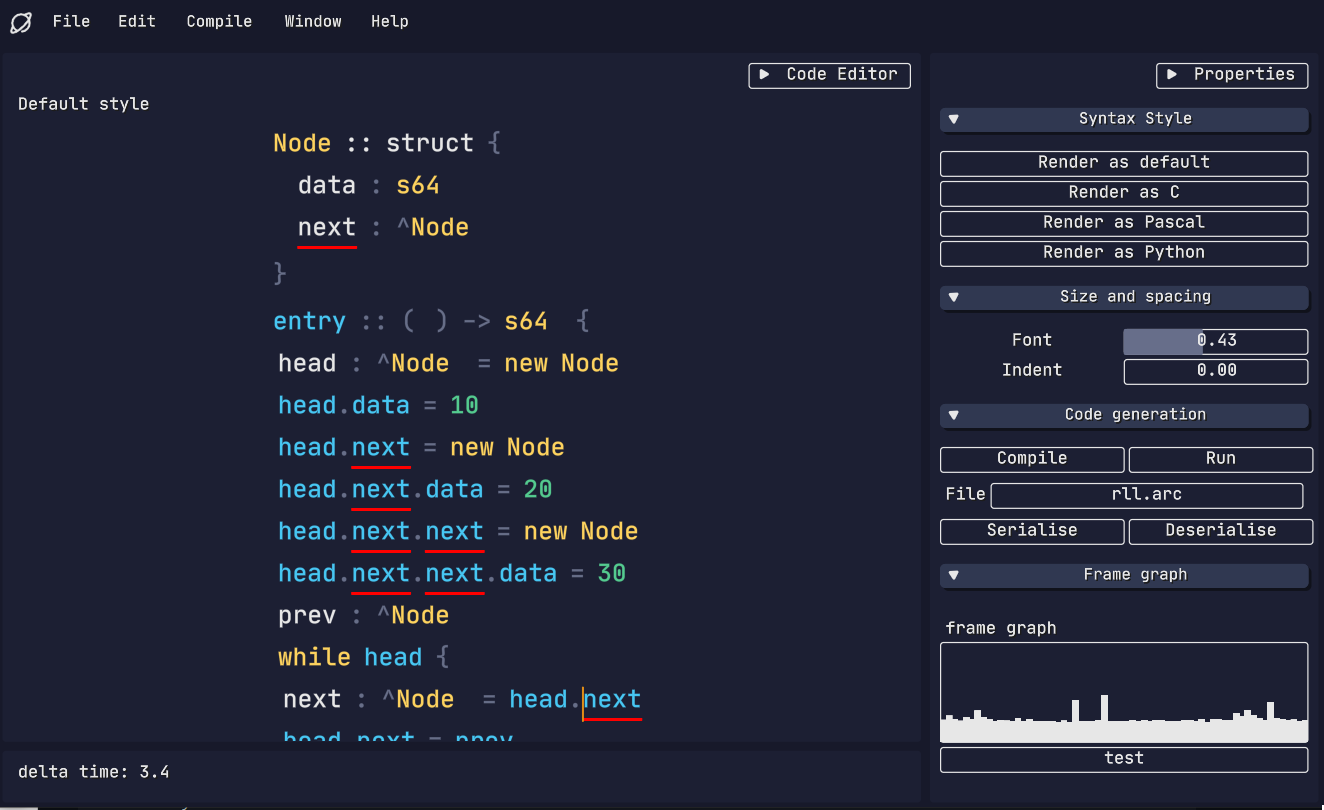 File Edit Compile Window Help
Code Editor
Default style
Node :: struct {
data : s64
next : ^Node
}
entry :: ( ) -> s64 {
head : ^Node = new Node
head.data = 10
head.next = new Node
head.next.data = 20
head.next.next = new Node
head.next.next.data = 30
prev : ^Node
while head {
next : ^Node = head.next
head.next = prev
delta time: 3.4
Properties
Syntax Style
Render as default
Render as C
Render as Pascal
Render as Python
Size and spacing
Font 0.43
Indent 0.00
Code generation
Compile Run
File rll.arc
Serialise Deserialise
Frame graph
frame graph
test